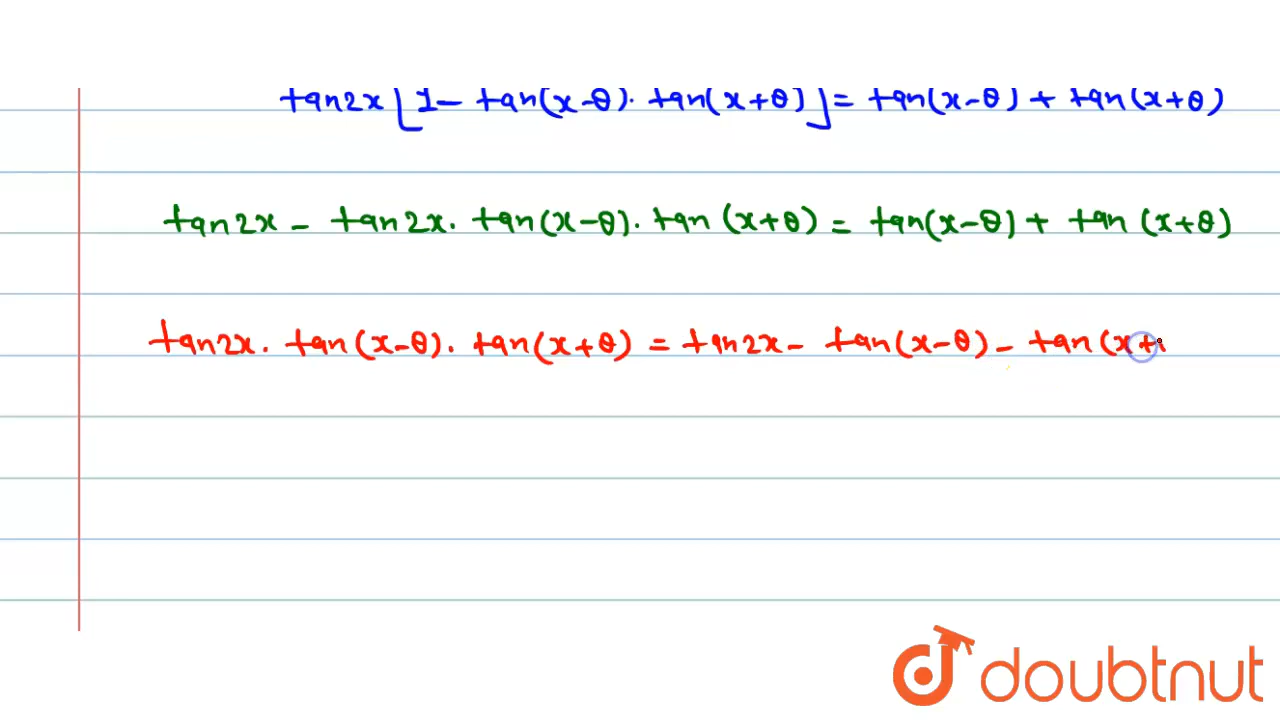 tan2x [1 - tan(x-θ). tan(x+θ)] = tan(x-θ) + tan(x+θ)
tan2x - tan2x. tan(x-θ). tan (x+θ) = tan(x-θ) + tan (x+θ)
tan2x. tan(x-θ). tan(x+θ) = tan2x - tan(x-θ) - tan(x+
doubtnut